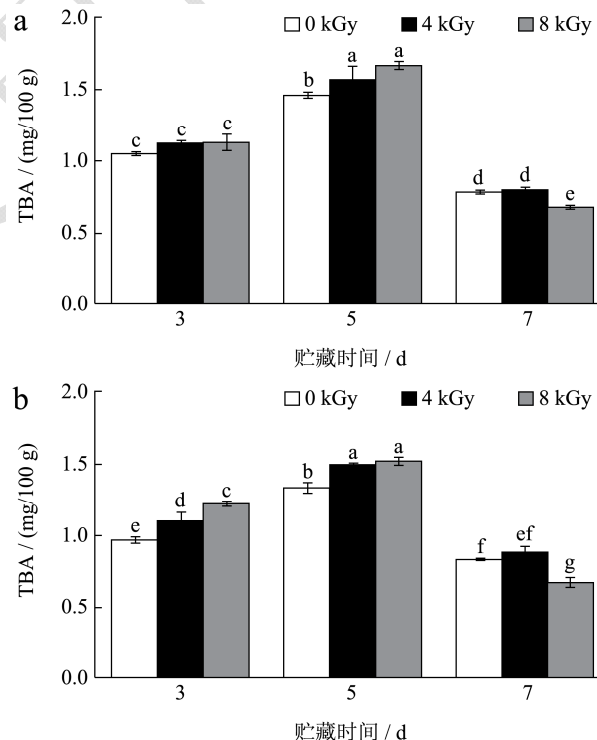 a
0 kGy 4 kGy 8 kGy
TBA / (mg/100 g)
2.0
1.5
1.0
0.5
0.0
c c c
b a a
d d e
3 5 7
贮藏时间 / d
b
0 kGy 4 kGy 8 kGy
TBA / (mg/100 g)
2.0
1.5
1.0
0.5
0.0
e d c
b a a
f ef g
3 5 7
贮藏时间 / d